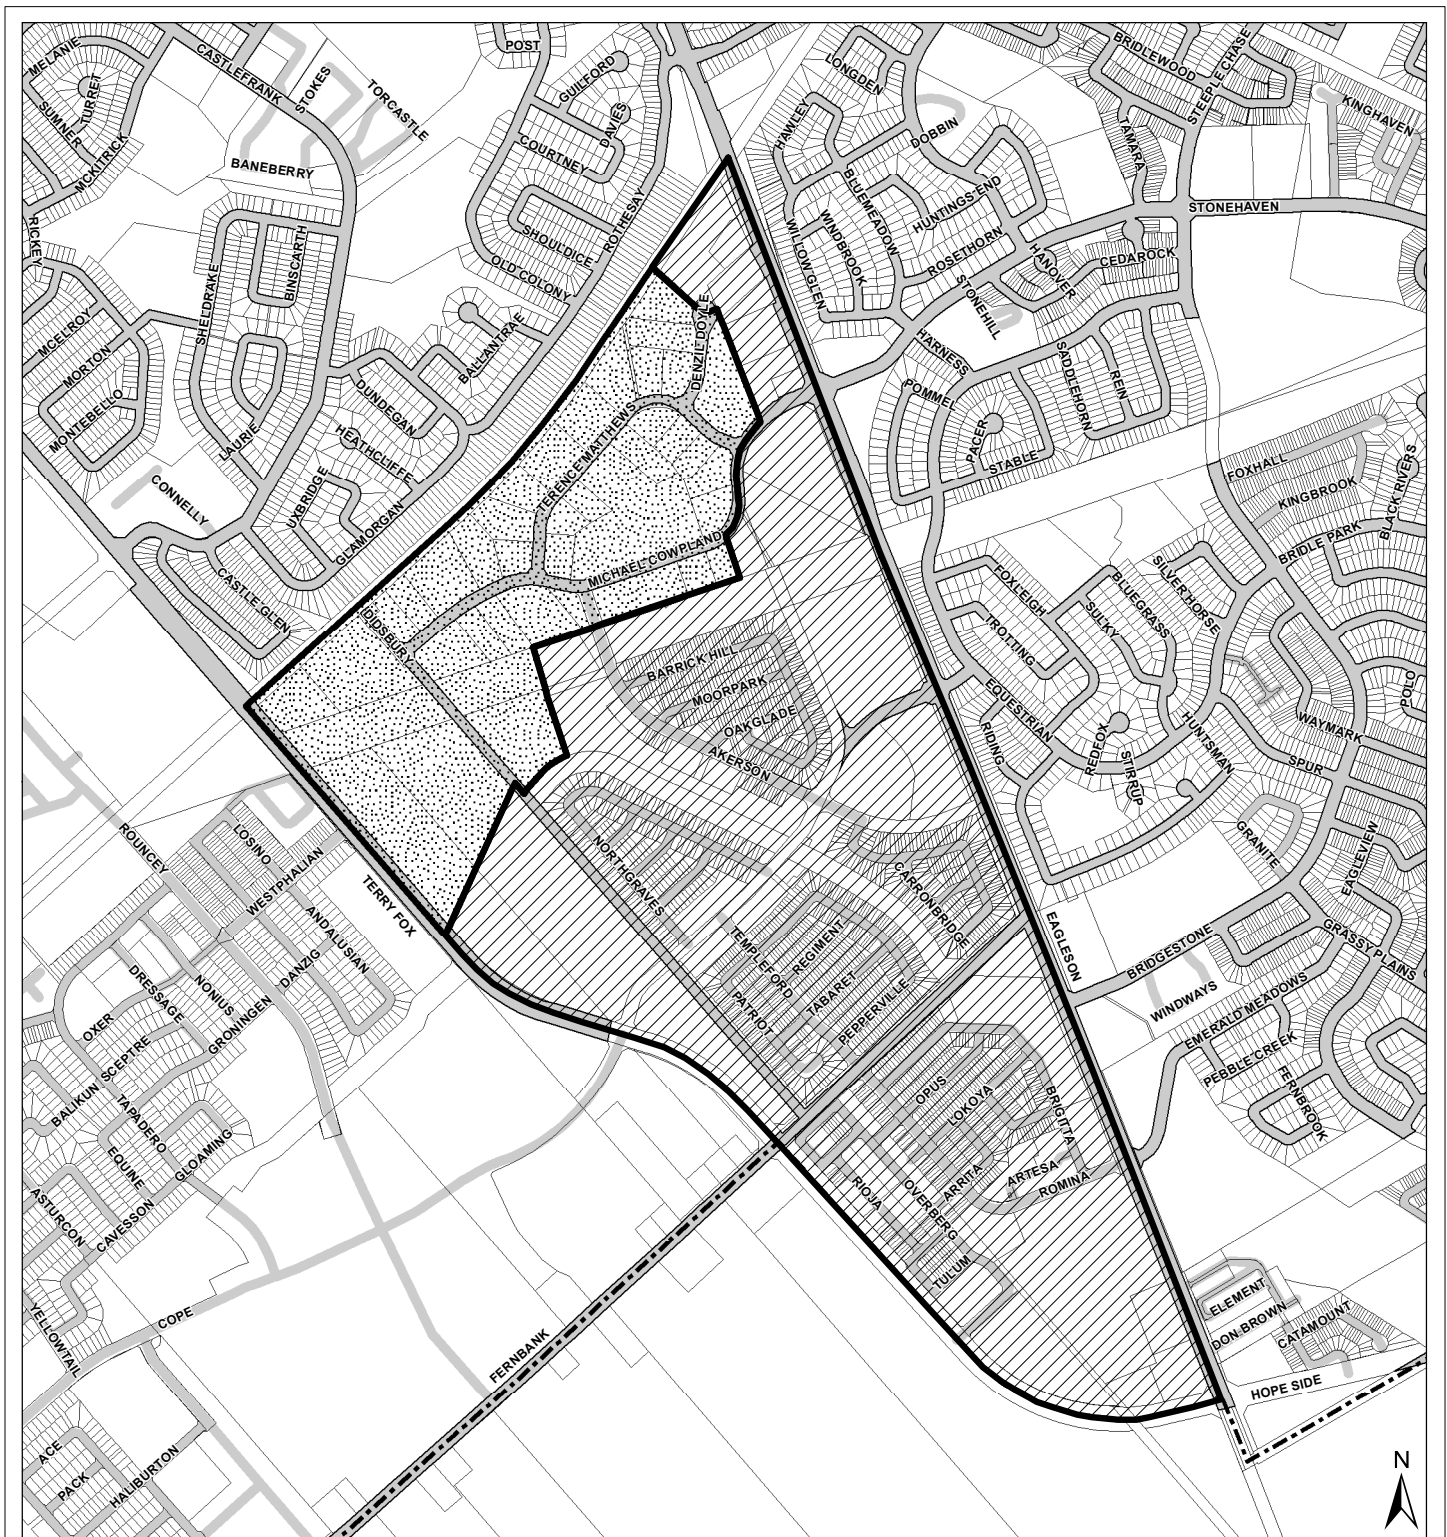 MELANIE
TURRET
SUMNER
MCKITRICK
CASTLEFRANK
STOKES
TORCASTLE
BANEBERRY
POST
GUILFORD
DAVIES
COURTNEY
SHOULDICE
OLD COLONY
ROTHESAY
LONGDEN
HAWLEY
DOBBIN
BLUEMEADOW
HUNTINGS END
WINDBROOK
WILLOW GLEN
ROSETHORN
HANOVER
STONEHILL
CEDAROCK
BRIDLEWOOD
STEEPLE CHASE
TAMARA
KINGHAVEN
STONEHAVEN
RICKEY
SHELDRAKE
BINSCARTH
MCELROY
MORTON
MONTEBELLO
LAURIE
CONNELLY
CASTLE GLEN
DUNDEGAN
HEATHCLIFFE
UXBRIDGE
GLAMORGAN
BALLANTRAE
DENZIL DOYLE
TERENCE MATTHEWS
MICHAEL COWPLAND
DIDSBURY
HARNESS
POMMEL
PACER
STABLE
SADDLEHORN
REIN
FOXHALL
KINGBROOK
BLACK RIVERS
BRIDLE PARK
FOXLEIGH
TROTTING
SULKY
BLUEGRASS
SILVER HORSE
EQUESTRIAN
RIDING
REDFOX
STIRRUP
HUNTSMAN
SPUR
WAYMARK
POLO
GRANITE
EAGLEVIEW
GRASSY PLAINS
BARRICK HILL
MOORPARK
OAKGLADE
AKERSON
NORTHGRAVES
CARRONBRIDGE
TEMPLEFORD
REGIMENT
TABARET
PEPPERVILLE
PATRIOT
EAGLESON
BRIDGESTONE
WINDWAYS
EMERALD MEADOWS
PEBBLE CREEK
FERNBROOK
ROUNCEY
LOSINO
WESTPHALIAN
ANDALUSIAN
TERRY FOX
DRESSAGE
NONIUS
GRONINGEN
DANZIG
OXER
SCEPTRE
BALIKUN
TAPADERO
EQUINE
GLOAMING
CAVESSON
ASTURCON
YELLOWTAIL
COPE
OPUS
LOKOYA
BRIGITTA
ARRITA
ARTESA
ROMINA
RIOJA
OVERBERG
TULUM
FERNBANK
ELEMENT
DON BROWN
CATAMOUNT
HOPE SIDE
ACE
PACK
HALIBURTON
N